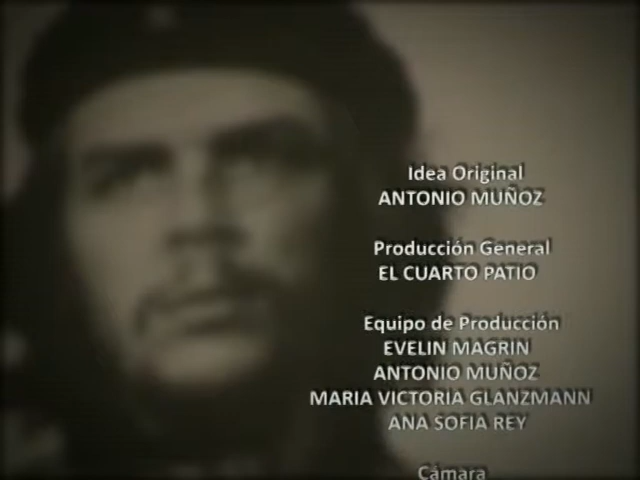 Idea Original
ANTONIO MUÑOZ
Producción General
EL CUARTO PATIO
Equipo de Producción
EVELIN MAGRIN
ANTONIO MUÑOZ
MARIA VICTORIA GLANZMANN
ANA SOFIA REY
Cámara